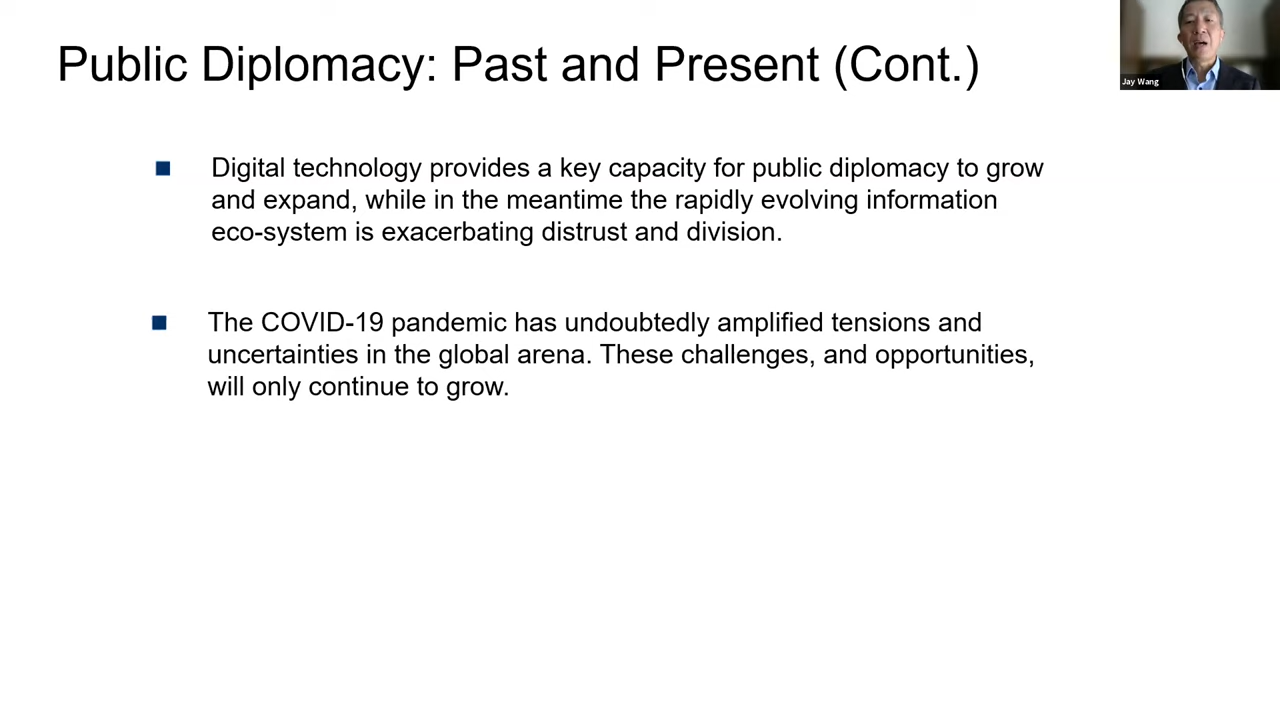 Public Diplomacy: Past and Present (Cont.)
Jay Wang
Digital technology provides a key capacity for public diplomacy to grow
and expand, while in the meantime the rapidly evolving information
eco-system is exacerbating distrust and division.
The COVID-19 pandemic has undoubtedly amplified tensions and
uncertainties in the global arena. These challenges, and opportunities,
will only continue to grow.